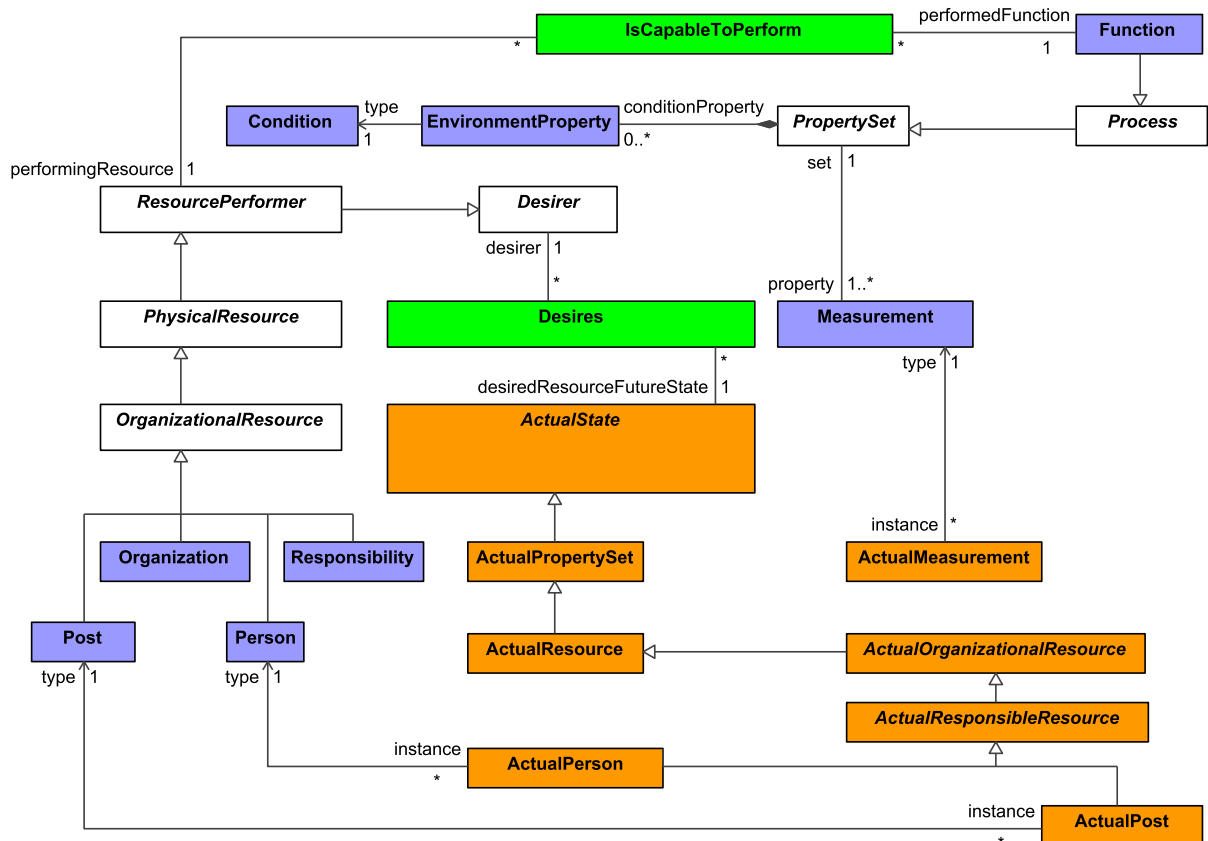 performedFunction
IsCapableToPerform
Function
*
*
1
type
conditionProperty
Condition
EnvironmentProperty
PropertySet
Process
1
0..*
set
1
performingResource
1
ResourcePerformer
Desirer
desirer
1
*
property
1..*
PhysicalResource
Desires
Measurement
*
type
1
desiredResourceFutureState
1
OrganizationalResource
ActualState
instance
*
Organization
Responsibility
ActualPropertySet
ActualMeasurement
Post
Person
ActualResource
ActualOrganizationalResource
type
1
type
1
ActualResponsibleResource
instance
*
ActualPerson
instance
*
ActualPost